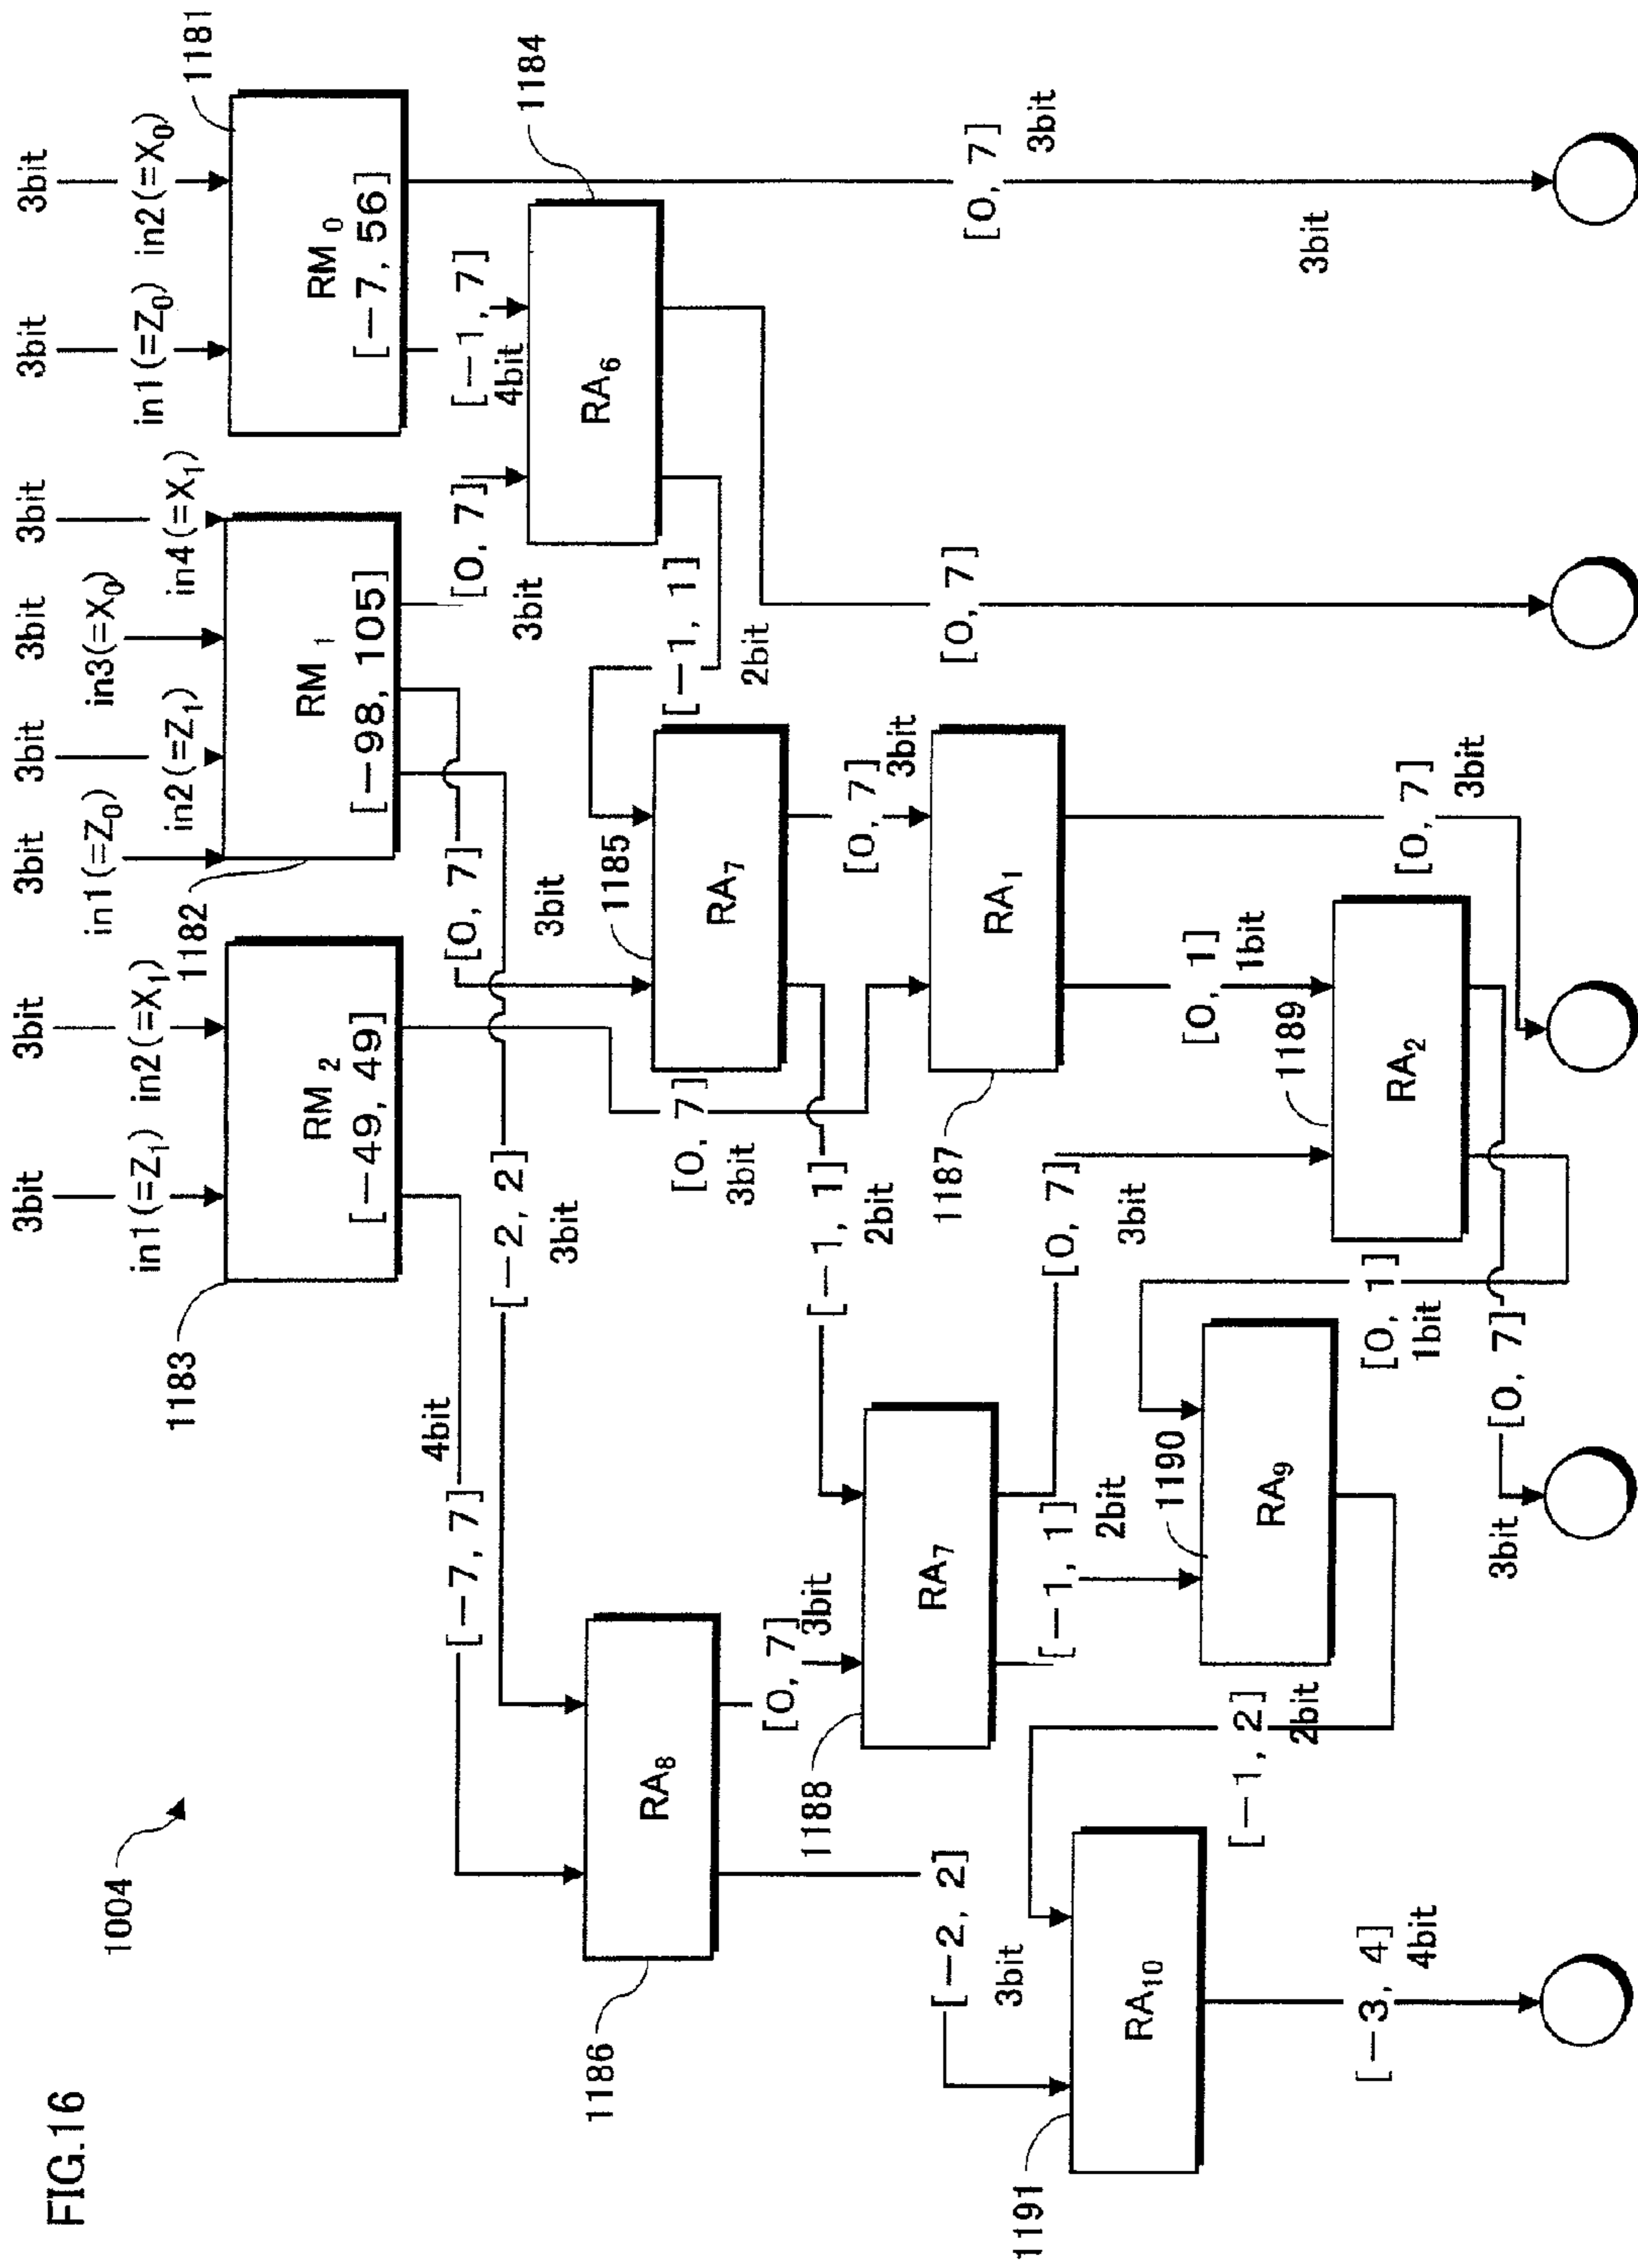 FIG.16
1004
3bit
3bit
3bit
3bit
3bit
3bit
3bit
3bit
in1(=Z₁)
in2(=X₁)
in1(=Z₀)
in2(=Z₁)
in3(=X₀)
in4(=X₁)
in1(=Z₀)
in2(=X₀)
1183
RM₂
[−49, 49]
1182
RM₁
[−98, 105]
1181
RM₀
[−7, 56]
[−7, 7]
4bit
[−2, 2]
3bit
[0, 7]
3bit
[0, 7]
3bit
[−1, 7]
4bit
1184
RA₆
1186
RA₈
[0, 7]
3bit
1185
RA₇
[−1, 1]
2bit
[0, 7]
3bit
1188
RA₇
[−1, 1]
2bit
1187
RA₁
[0, 7]
3bit
[0, 7]
[0, 7]
3bit
3bit
[−2, 2]
3bit
[−1, 1]
2bit
[0, 7]
3bit
[0, 1]
1bit
1191
RA₁₀
[−1, 2]
2bit
1190
RA₉
[0, 1]
1bit
1189
RA₂
[0, 7]
3bit
[−3, 4]
4bit
[0, 7]
3bit